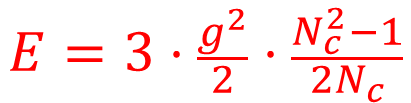 E = 3 · g²/2 · (N_c² − 1)/(2N_c)